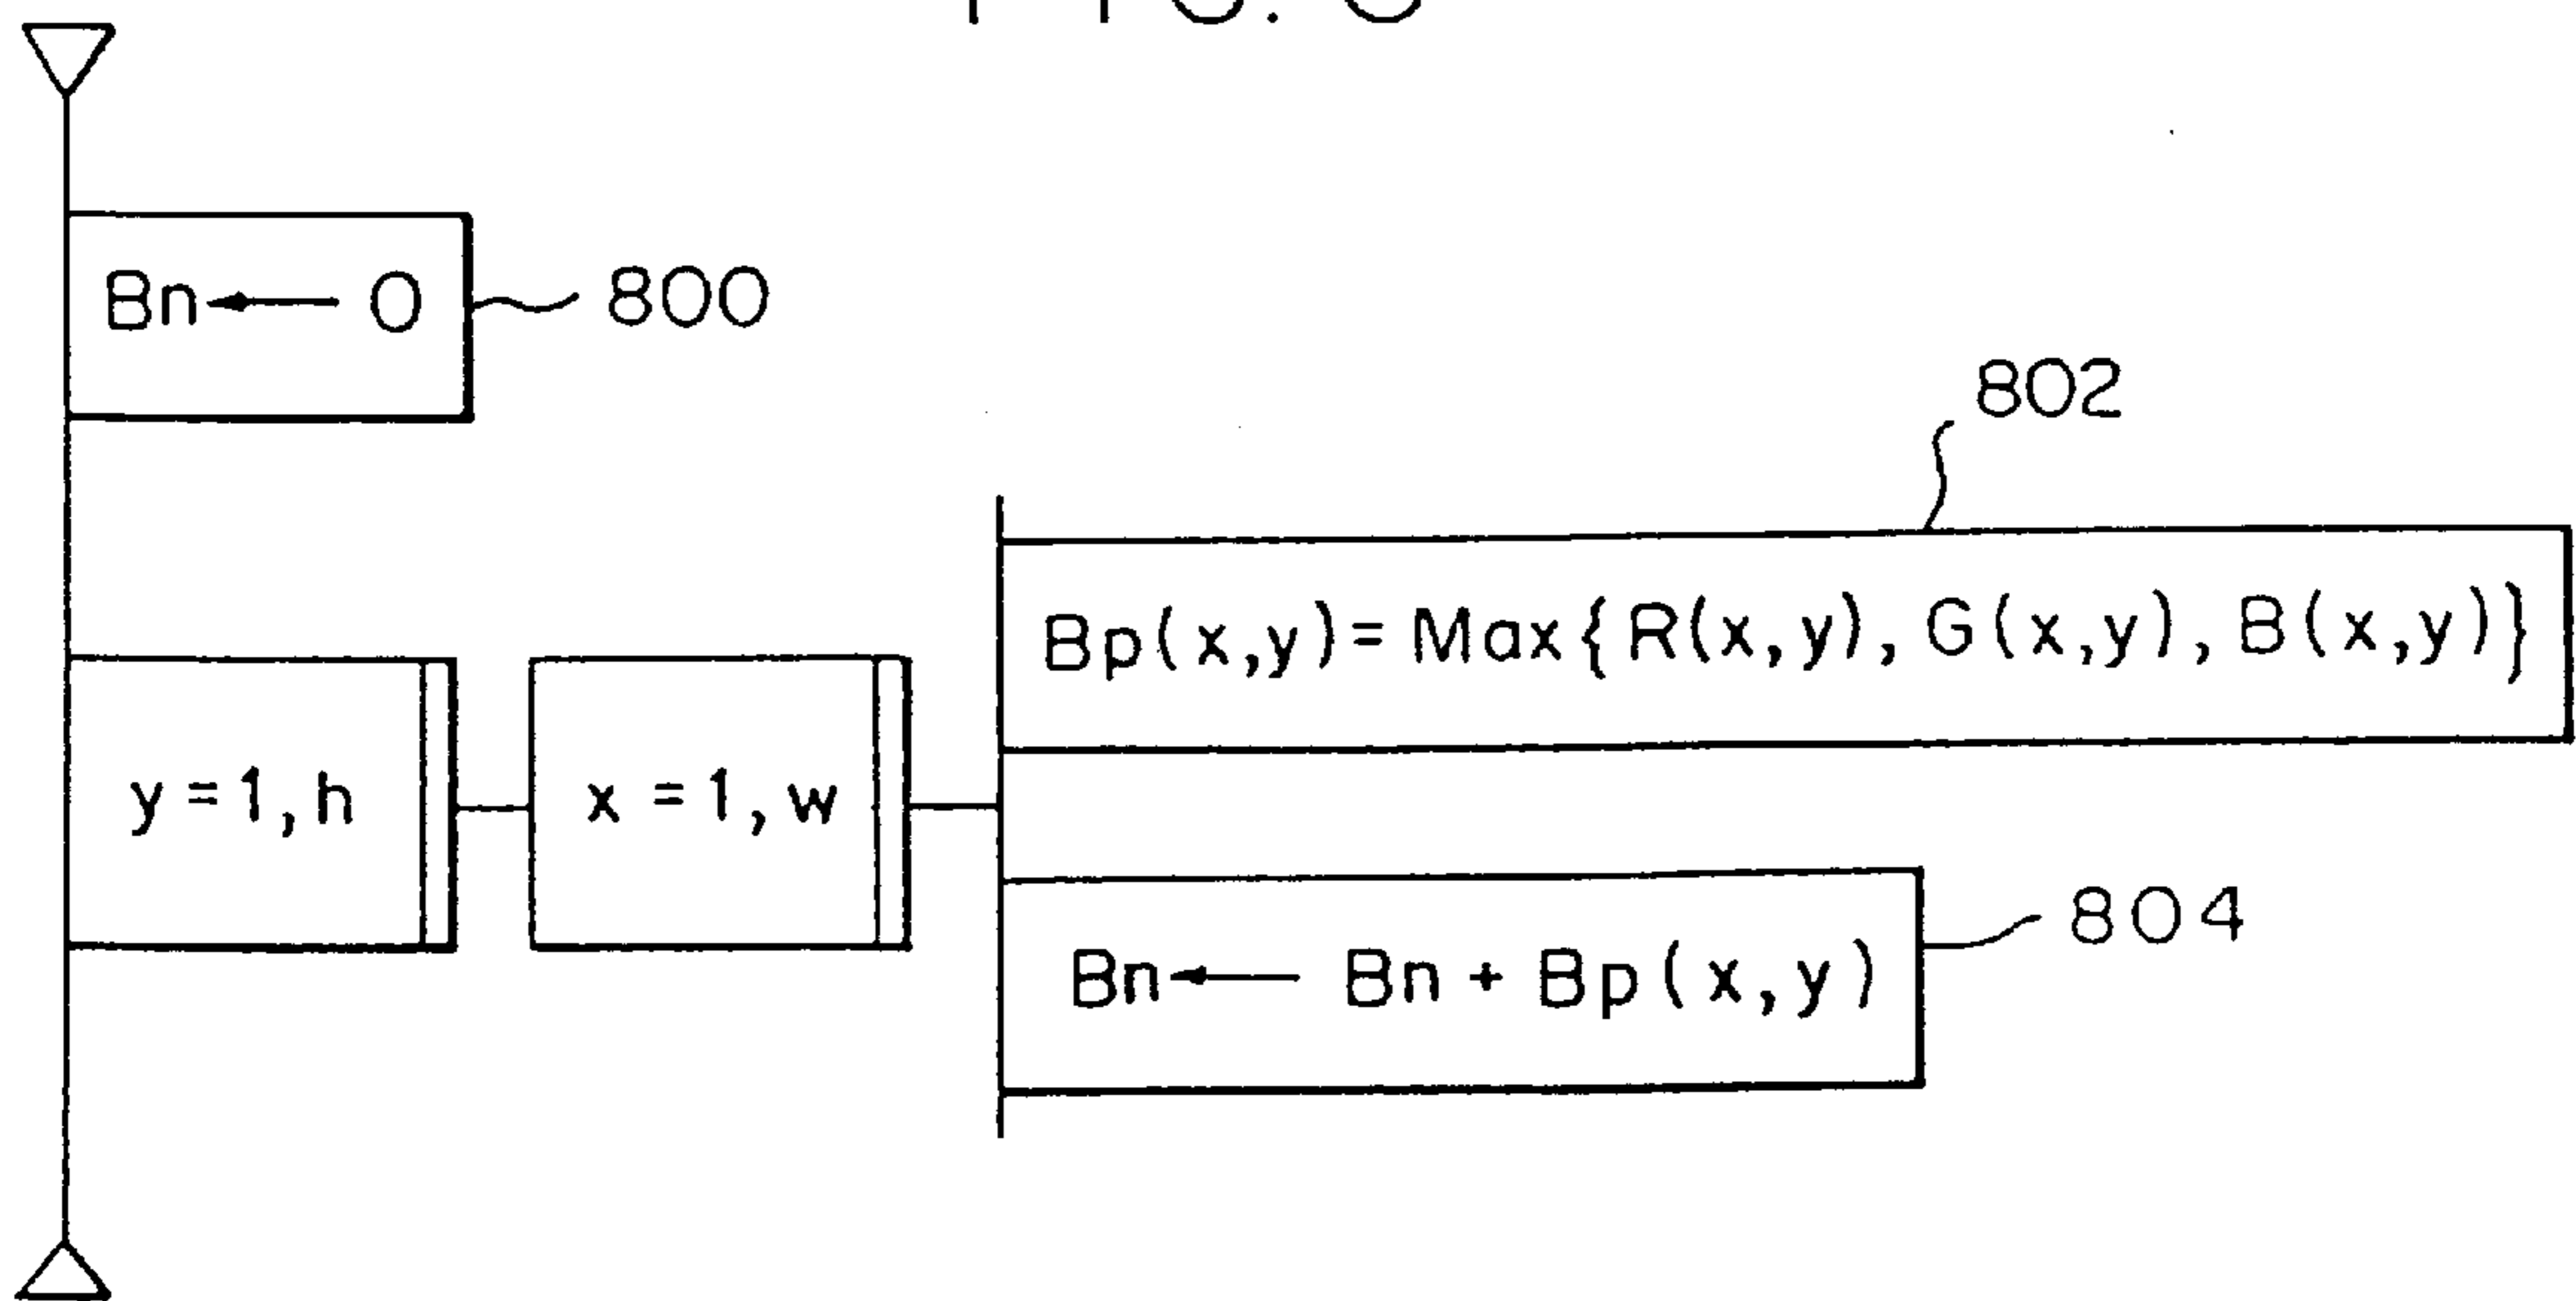 Bn ← 0
800
802
Bp(x,y) = Max{R(x,y), G(x,y), B(x,y)}
y = 1, h
x = 1, w
Bn ← Bn + Bp(x,y)
804